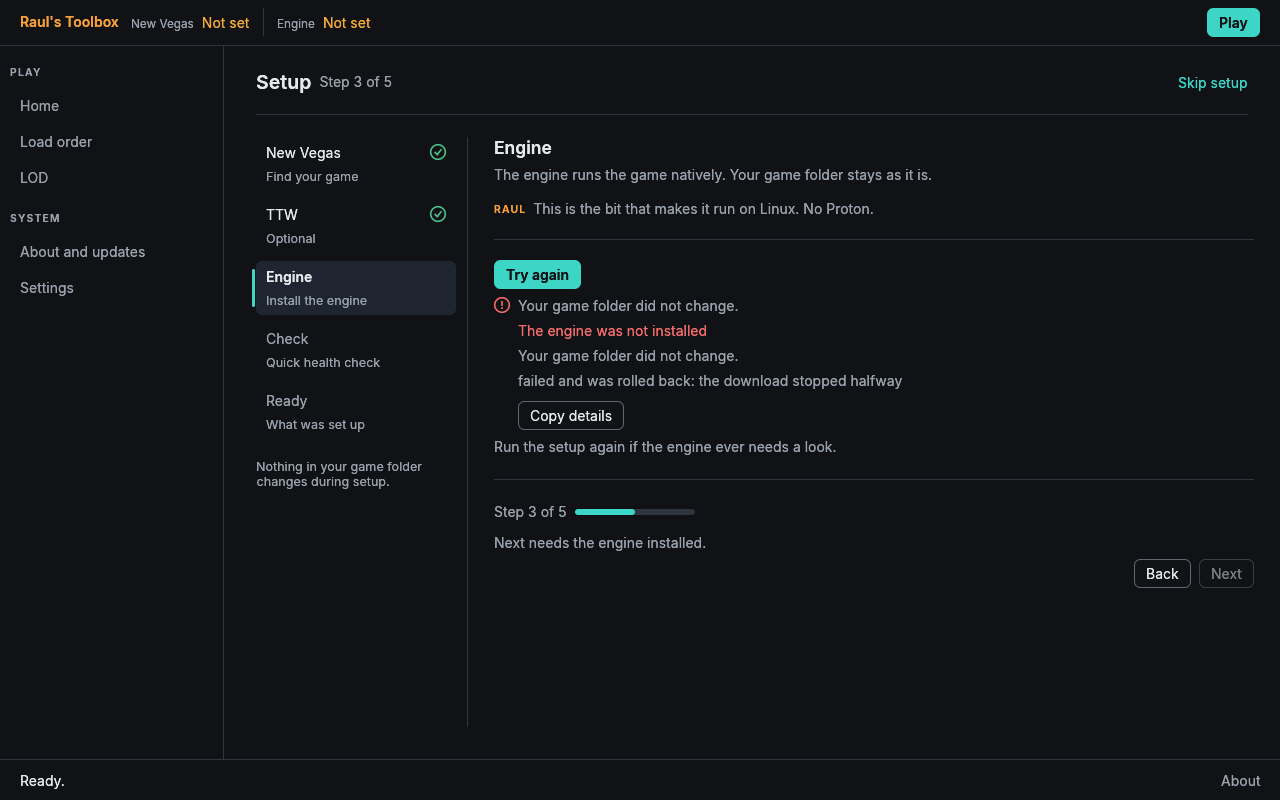 Raul's Toolbox New Vegas Not set Engine Not set Play
PLAY
Home
Load order
LOD
SYSTEM
About and updates
Settings
Setup Step 3 of 5 Skip setup
New Vegas
Find your game
TTW
Optional
Engine
Install the engine
Check
Quick health check
Ready
What was set up
Nothing in your game folder
changes during setup.
Engine
The engine runs the game natively. Your game folder stays as it is.
RAUL This is the bit that makes it run on Linux. No Proton.
Try again
Your game folder did not change.
The engine was not installed
Your game folder did not change.
failed and was rolled back: the download stopped halfway
Copy details
Run the setup again if the engine ever needs a look.
Step 3 of 5
Next needs the engine installed.
Back Next
Ready. About